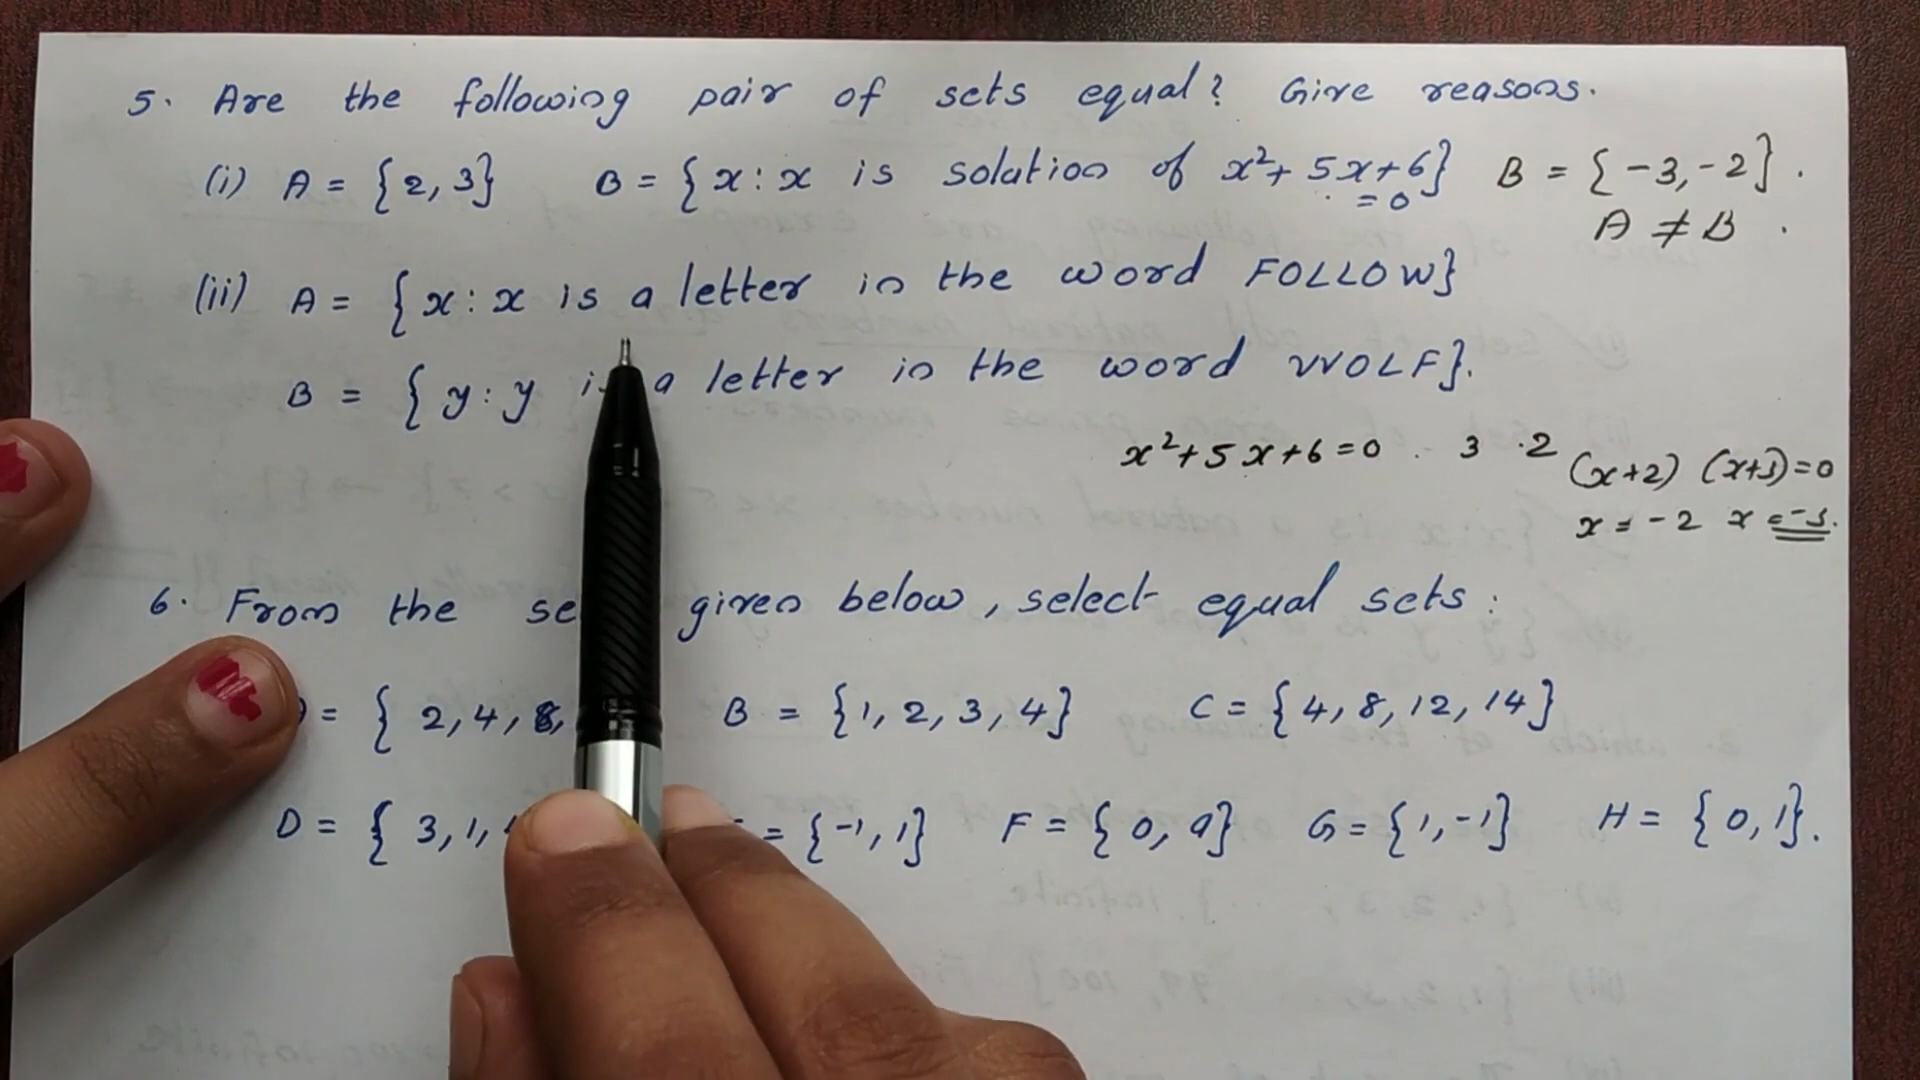 5. Are the following pair of sets equal? Give reasons.
(i) A = {2, 3} B = {x : x is solution of x²+ 5x+6} B = {-3, -2}.
= 0
A ≠ B .
(ii) A = {x : x is a letter in the word FOLLOW}
B = {y : y is a letter in the word WOLF}.
x²+5x+6=0 . 3 .2
(x+2) (x+3)=0
x = -2 x =-3.
6. From the given below, select equal sets :
= {2, 4, 8, B = {1, 2, 3, 4} C = {4, 8, 12, 14}
D = {3, 1, = {-1, 1} F = {0, a} G = {1, -1} H = {0, 1}.